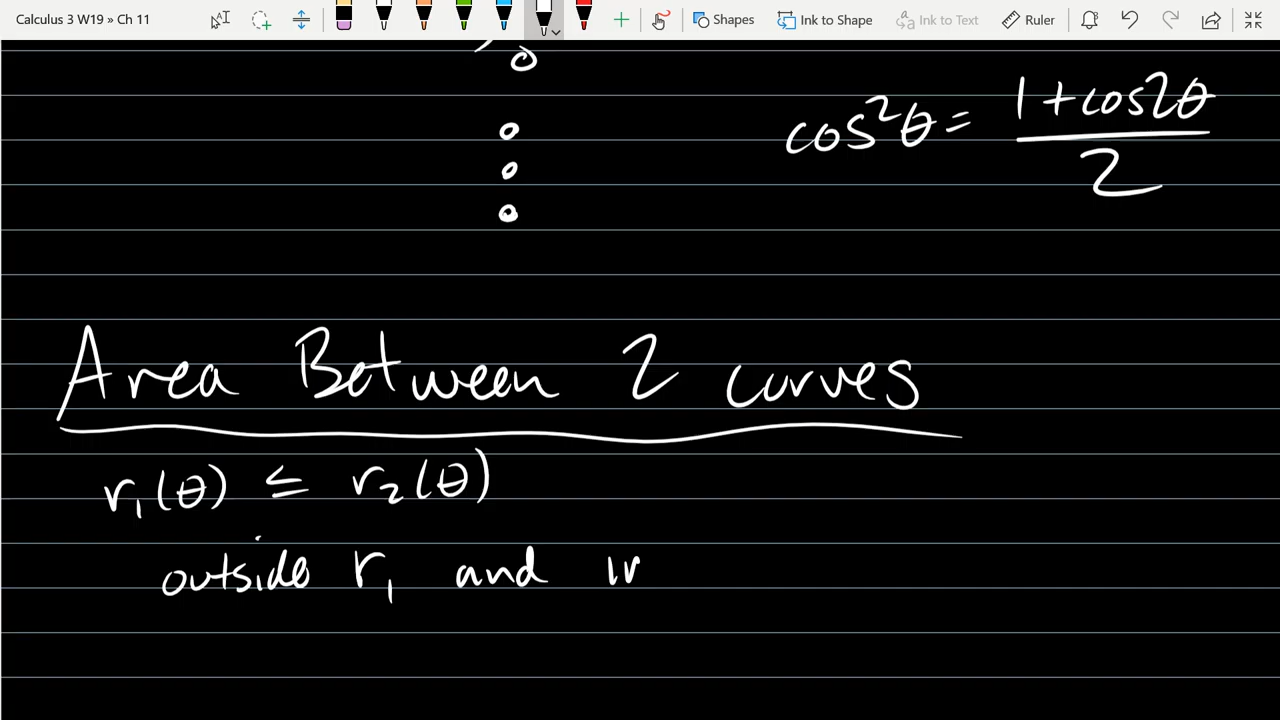 Calculus 3 W19 » Ch 11
Shapes
Ink to Shape
Ink to Text
Ruler
cos²θ = (1+cos2θ)/2
Area Between 2 curves
r₁(θ) ≤ r₂(θ)
outside r₁ and in